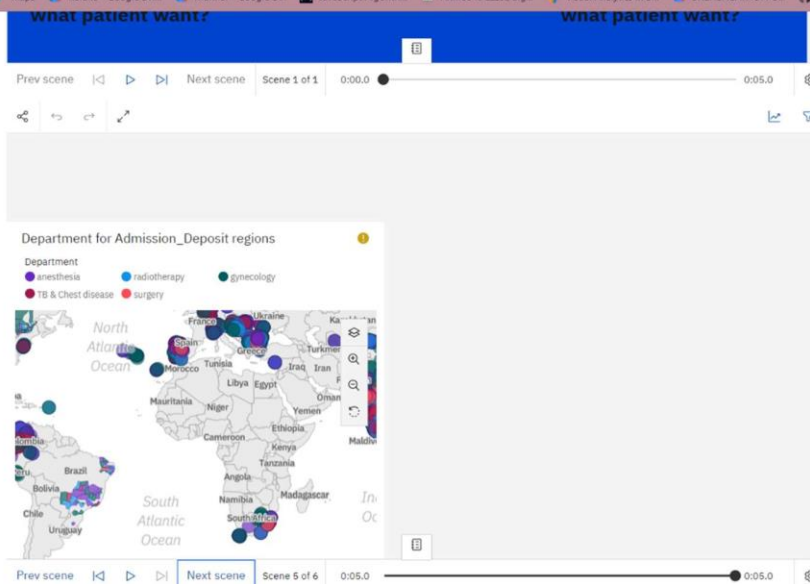 what patient want?
what patient want?
Prev scene
Next scene
Scene 1 of 1
0:00.0
0:05.0
Department for Admission_Deposit regions
Department
anesthesia
radiotherapy
gynecology
TB & Chest disease
surgery
North
Atlantic
Ocean
France
Ukraine
Spain
Greece
Turkmen
Morocco
Tunisia
Iraq
Iran
Libya
Egypt
Oman
Mauritania
Niger
Yemen
Ethiopia
Cameroon
Maldiv
Kenya
Tanzania
Brazil
Angola
Bolivia
South
Atlantic
Ocean
Namibia
Madagascar
Chile
South Africa
Uruguay
Prev scene
Next scene
Scene 5 of 6
0:05.0
0:05.0